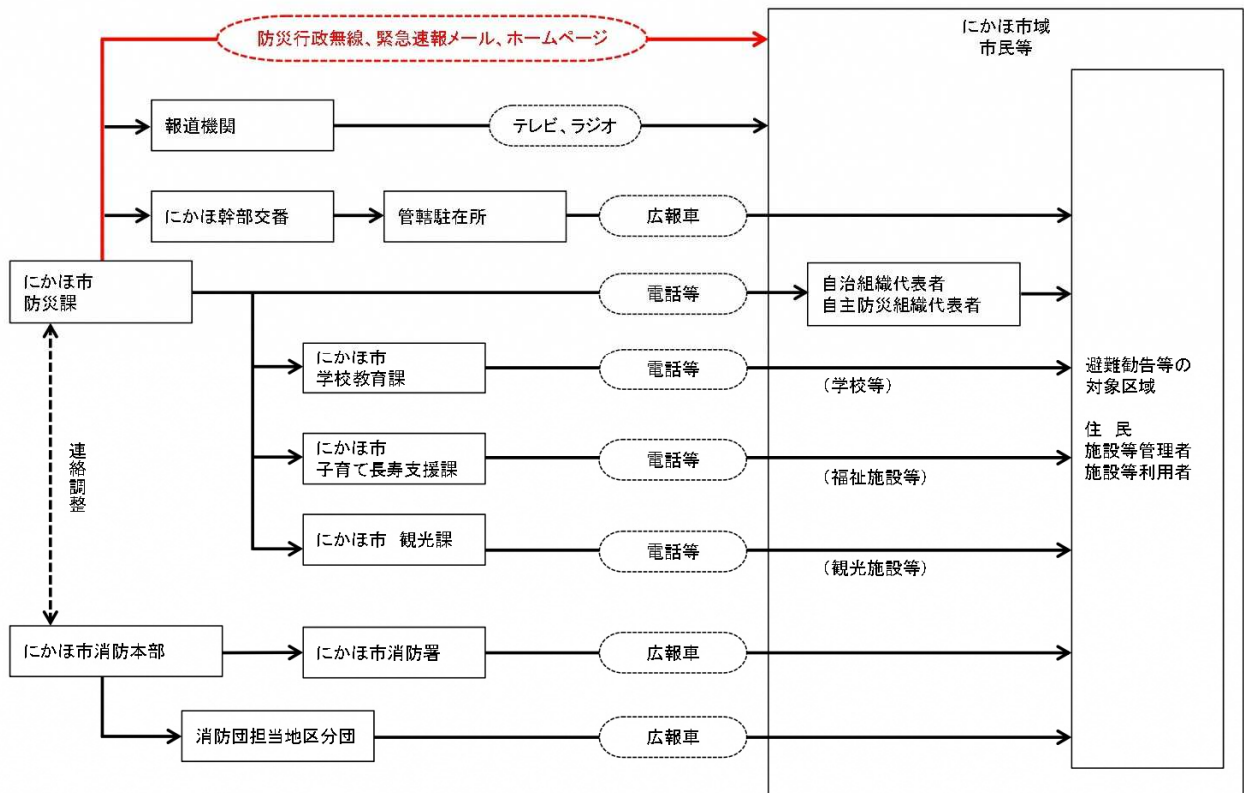 防災行政無線、緊急速報メール、ホームページ
にかほ市域
市民等
報道機関
テレビ、ラジオ
にかほ幹部交番
管轄駐在所
広報車
にかほ市
防災課
電話等
自治組織代表者
自主防災組織代表者
にかほ市
学校教育課
電話等
(学校等)
避難勧告等の
対象区域
住 民
施設等管理者
施設等利用者
連絡調整
にかほ市
子育て長寿支援課
電話等
(福祉施設等)
にかほ市 観光課
電話等
(観光施設等)
にかほ市消防本部
にかほ市消防署
広報車
消防団担当地区分団
広報車